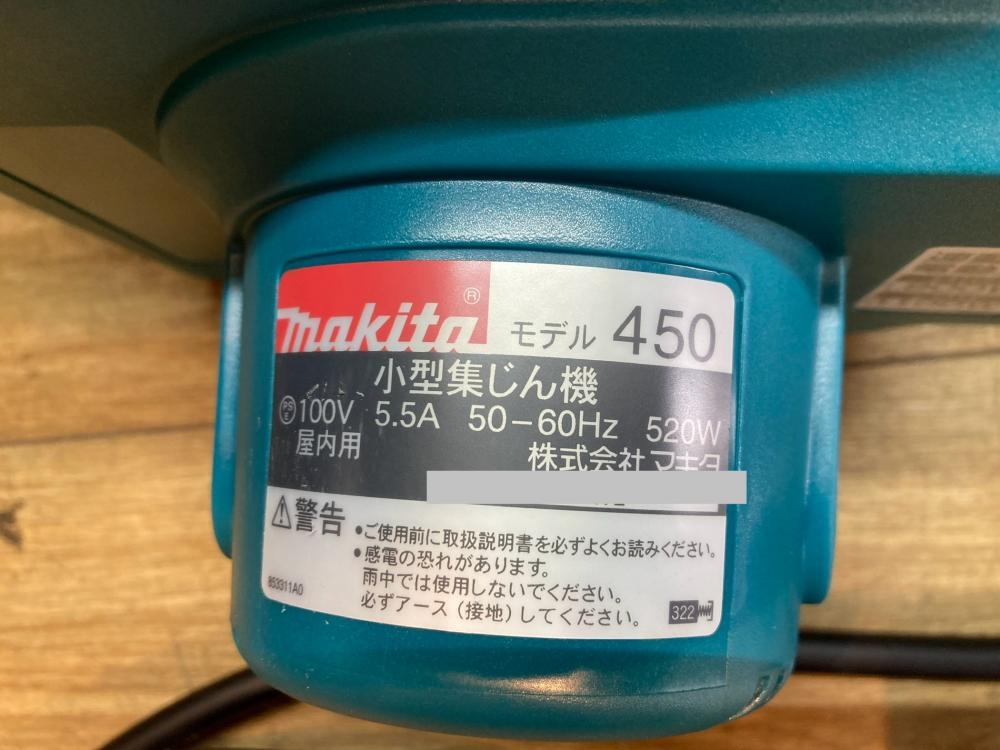 makita® モデル 450
小型集じん機
PSE 100V 5.5A 50-60Hz 520W
屋内用 株式会社マキタ
⚠警告 •ご使用前に取扱説明書を必ずよくお読みください。
•感電の恐れがあります。
雨中では使用しないでください。
853311A0 必ずアース(接地)してください。 322